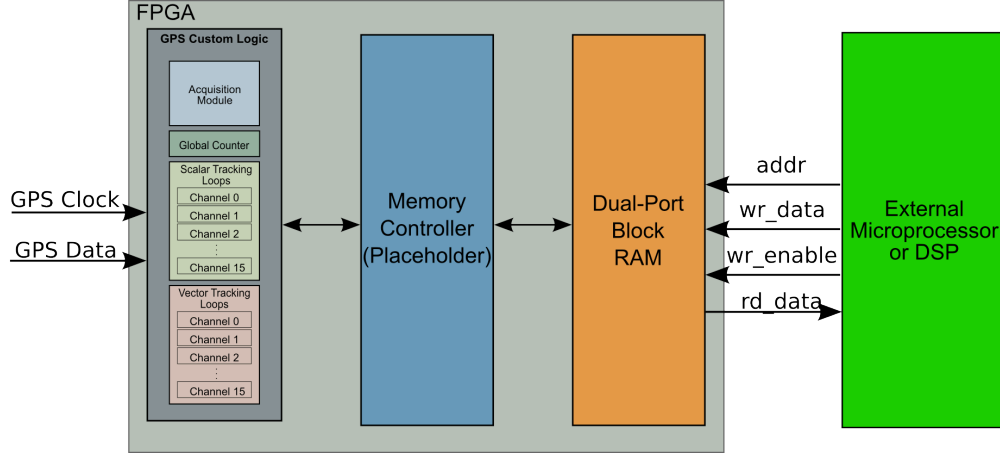 FPGA
GPS Custom Logic
Acquisition
Module
Global Counter
Scalar Tracking
Loops
Channel 0
Channel 1
Channel 2
Channel 15
Vector Tracking
Loops
Channel 0
Channel 1
Channel 2
Channel 15
GPS Clock
GPS Data
Memory
Controller
(Placeholder)
Dual-Port
Block
RAM
addr
wr_data
wr_enable
rd_data
External
Microprocessor
or DSP